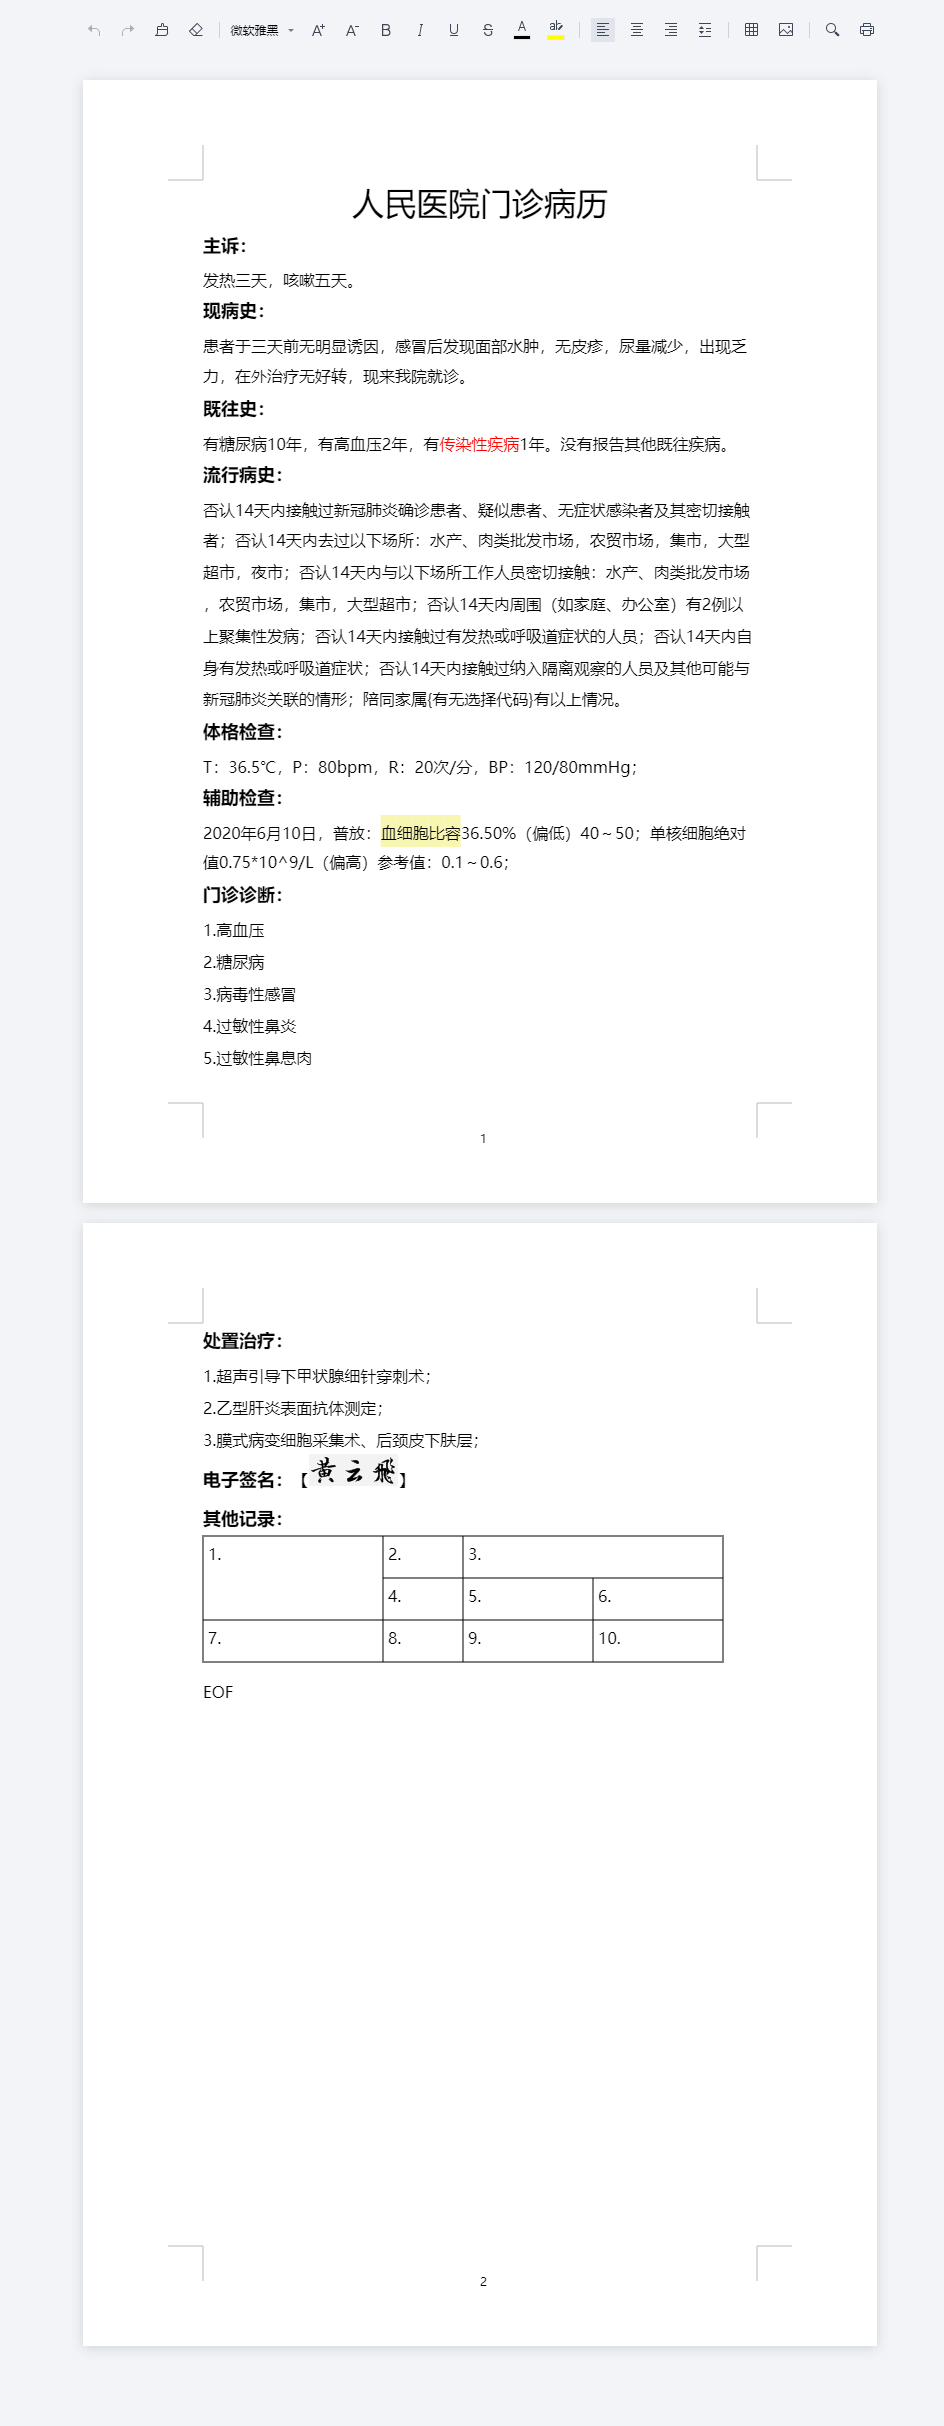 微软雅黑
人民医院门诊病历
主诉：
发热三天，咳嗽五天。
现病史：
患者于三天前无明显诱因，感冒后发现面部水肿，无皮疹，尿量减少，出现乏
力，在外治疗无好转，现来我院就诊。
既往史：
有糖尿病10年，有高血压2年，有传染性疾病1年。没有报告其他既往疾病。
流行病史：
否认14天内接触过新冠肺炎确诊患者、疑似患者、无症状感染者及其密切接触
者；否认14天内去过以下场所：水产、肉类批发市场，农贸市场，集市，大型
超市，夜市；否认14天内与以下场所工作人员密切接触：水产、肉类批发市场
，农贸市场，集市，大型超市；否认14天内周围（如家庭、办公室）有2例以
上聚集性发病；否认14天内接触过有发热或呼吸道症状的人员；否认14天内自
身有发热或呼吸道症状；否认14天内接触过纳入隔离观察的人员及其他可能与
新冠肺炎关联的情形；陪同家属{有无选择代码}有以上情况。
体格检查：
T：36.5℃，P：80bpm，R：20次/分，BP：120/80mmHg；
辅助检查：
2020年6月10日，普放：血细胞比容36.50%（偏低）40～50；单核细胞绝对
值0.75*10^9/L（偏高）参考值：0.1～0.6；
门诊诊断：
1.高血压
2.糖尿病
3.病毒性感冒
4.过敏性鼻炎
5.过敏性鼻息肉
1
处置治疗：
1.超声引导下甲状腺细针穿刺术；
2.乙型肝炎表面抗体测定；
3.膜式病变细胞采集术、后颈皮下肤层；
电子签名：【黄云飛】
其他记录：
1. 2. 3.
4. 5. 6.
7. 8. 9. 10.
EOF
2